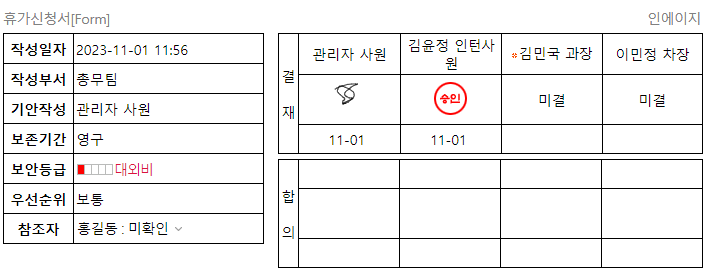 휴가신청서[Form]
인에이지
작성일자 2023-11-01 11:56
작성부서 총무팀
기안작성 관리자 사원
보존기간 영구
보안등급 대외비
우선순위 보통
참조자 홍길동 : 미확인
결
재
관리자 사원
김윤정 인턴사
원
※김민국 과장
이민정 차장
승인
미결
미결
11-01
11-01
합
의